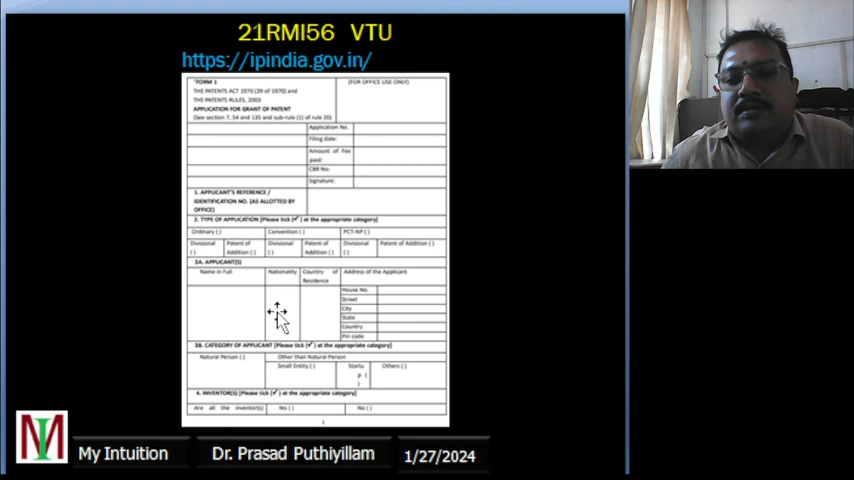 21RMI56 VTU
https://ipindia.gov.in/
"FORM 1
(FOR OFFICE USE ONLY)
THE PATENTS ACT 1970 (39 of 1970) and
THE PATENTS RULES, 2003
APPLICATION FOR GRANT OF PATENT
(See section 7, 54 and 135 and sub-rule (1) of rule 20)
Application No.
Filing date:
Amount of Fee
paid:
CBR No:
Signature:
1. APPLICANT'S REFERENCE /
IDENTIFICATION NO. (AS ALLOTTED BY
OFFICE)
2. TYPE OF APPLICATION [Please tick (✓) at the appropriate category]
Ordinary ( ) Convention ( ) PCT-NP ( )
Divisional Patent of Divisional Patent of Divisional Patent of Addition ( )
( ) Addition ( ) ( ) Addition ( ) ( )
3A. APPLICANT(S)
Name in Full Nationality Country of Address of the Applicant
Residence
House No.
Street
City
State
Country
Pin code
3B. CATEGORY OF APPLICANT [Please tick (✓) at the appropriate category]
Natural Person ( ) Other than Natural Person
Small Entity ( ) Startu Others ( )
p (
)
4. INVENTOR(S) [Please tick (✓) at the appropriate category]
Are all the inventor(s) Yes ( ) No ( )
1
MI
My Intuition
Dr. Prasad Puthiyillam
1/27/2024